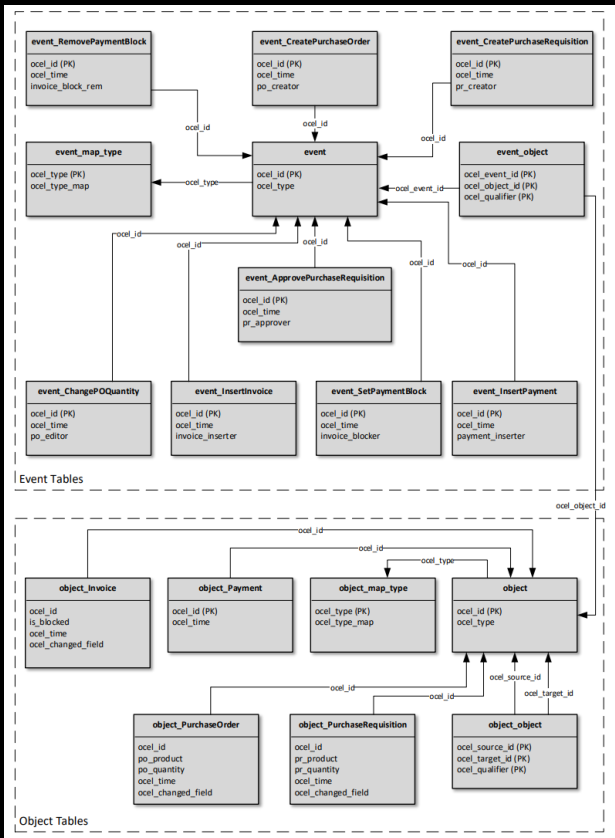 event_RemovePaymentBlock
ocel_id (PK)
ocel_time
invoice_block_rem
event_CreatePurchaseOrder
ocel_id (PK)
ocel_time
po_creator
event_CreatePurchaseRequisition
ocel_id (PK)
ocel_time
pr_creator
ocel_id
ocel_id
ocel_id
event_map_type
ocel_type (PK)
ocel_type_map
ocel_type
event
ocel_id (PK)
ocel_type
ocel_event_id
event_object
ocel_event_id (PK)
ocel_object_id (PK)
ocel_qualifier (PK)
ocel_id
ocel_id
ocel_id
ocel_id
ocel_id
event_ApprovePurchaseRequisition
ocel_id (PK)
ocel_time
pr_approver
event_ChangePOQuantity
ocel_id (PK)
ocel_time
po_editor
event_InsertInvoice
ocel_id (PK)
ocel_time
invoice_inserter
event_SetPaymentBlock
ocel_id (PK)
ocel_time
invoice_blocker
event_InsertPayment
ocel_id (PK)
ocel_time
payment_inserter
Event Tables
ocel_object_id
ocel_id
ocel_id
ocel_type
object_Invoice
ocel_id
is_blocked
ocel_time
ocel_changed_field
object_Payment
ocel_id (PK)
ocel_time
object_map_type
ocel_type (PK)
ocel_type_map
object
ocel_id (PK)
ocel_type
ocel_source_id
ocel_id
ocel_id
ocel_target_id
object_PurchaseOrder
ocel_id
po_product
po_quantity
ocel_time
ocel_changed_field
object_PurchaseRequisition
ocel_id
pr_product
pr_quantity
ocel_time
ocel_changed_field
object_object
ocel_source_id (PK)
ocel_target_id (PK)
ocel_qualifier (PK)
Object Tables